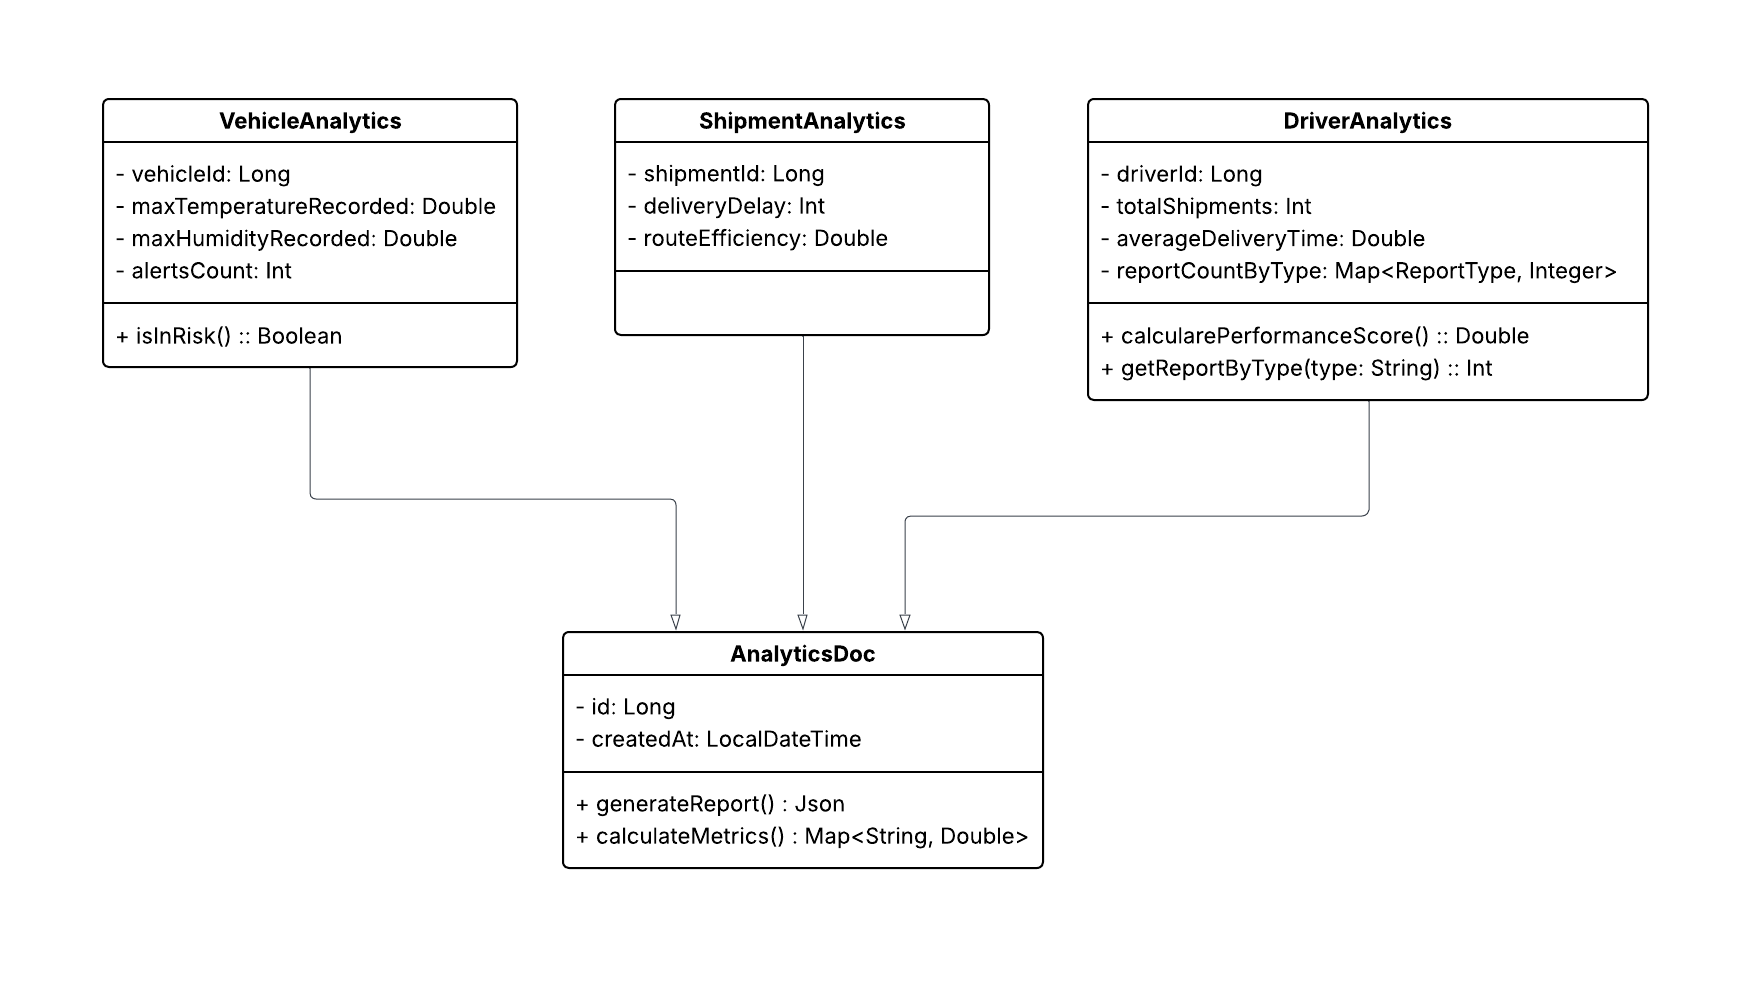 VehicleAnalytics
- vehicleId: Long
- maxTemperatureRecorded: Double
- maxHumidityRecorded: Double
- alertsCount: Int
+ isInRisk() :: Boolean
ShipmentAnalytics
- shipmentId: Long
- deliveryDelay: Int
- routeEfficiency: Double
DriverAnalytics
- driverId: Long
- totalShipments: Int
- averageDeliveryTime: Double
- reportCountByType: Map<ReportType, Integer>
+ calcularePerformanceScore() :: Double
+ getReportByType(type: String) :: Int
AnalyticsDoc
- id: Long
- createdAt: LocalDateTime
+ generateReport() : Json
+ calculateMetrics() : Map<String, Double>